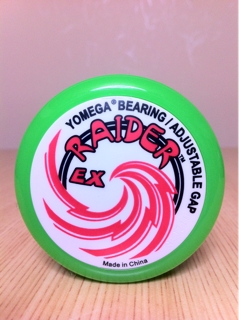 YOMEGA® BEARING / ADJUSTABLE GAP
RAIDER™
EX
Made in China